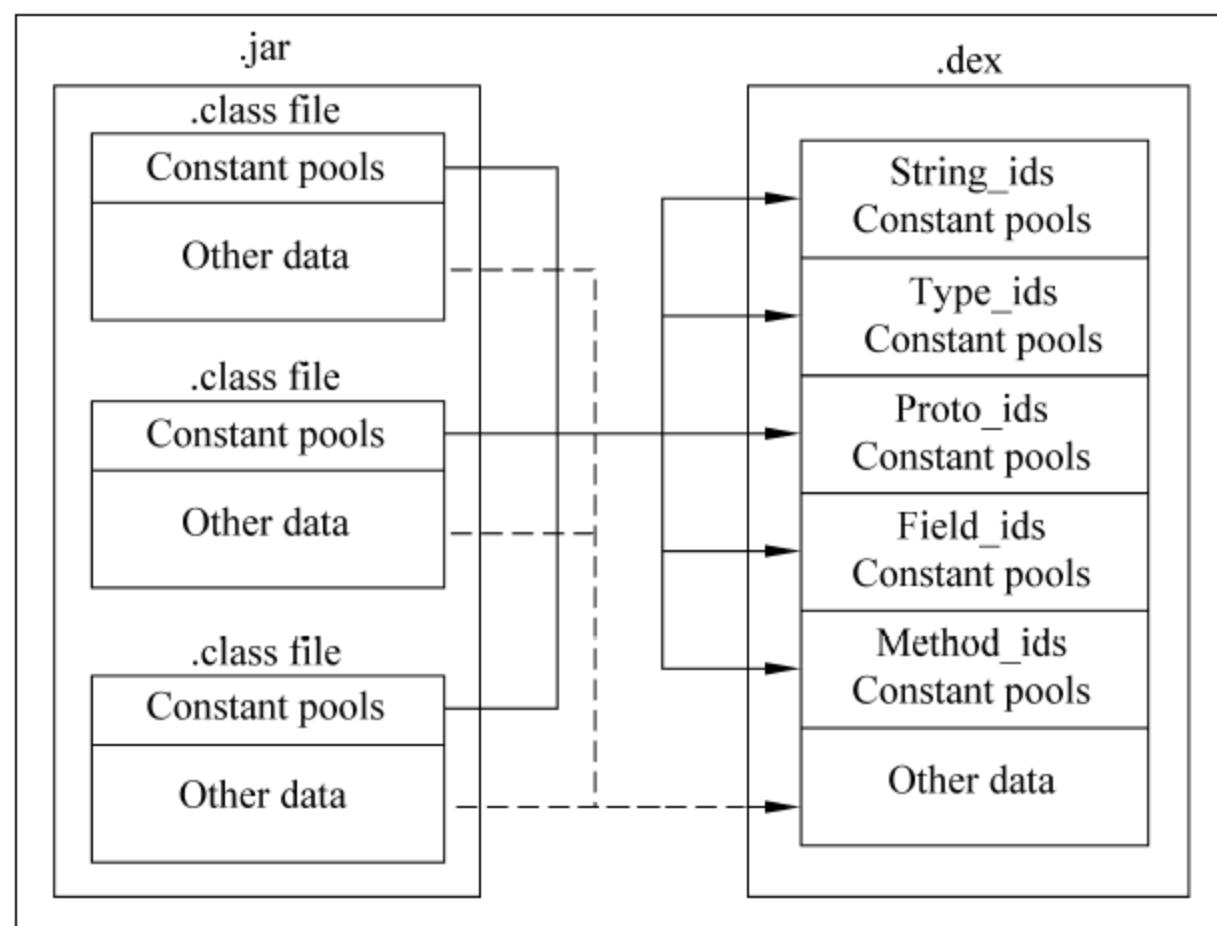 .jar
.class file
Constant pools
Other data
.class file
Constant pools
Other data
.class file
Constant pools
Other data
.dex
String_ids
Constant pools
Type_ids
Constant pools
Proto_ids
Constant pools
Field_ids
Constant pools
Method_ids
Constant pools
Other data